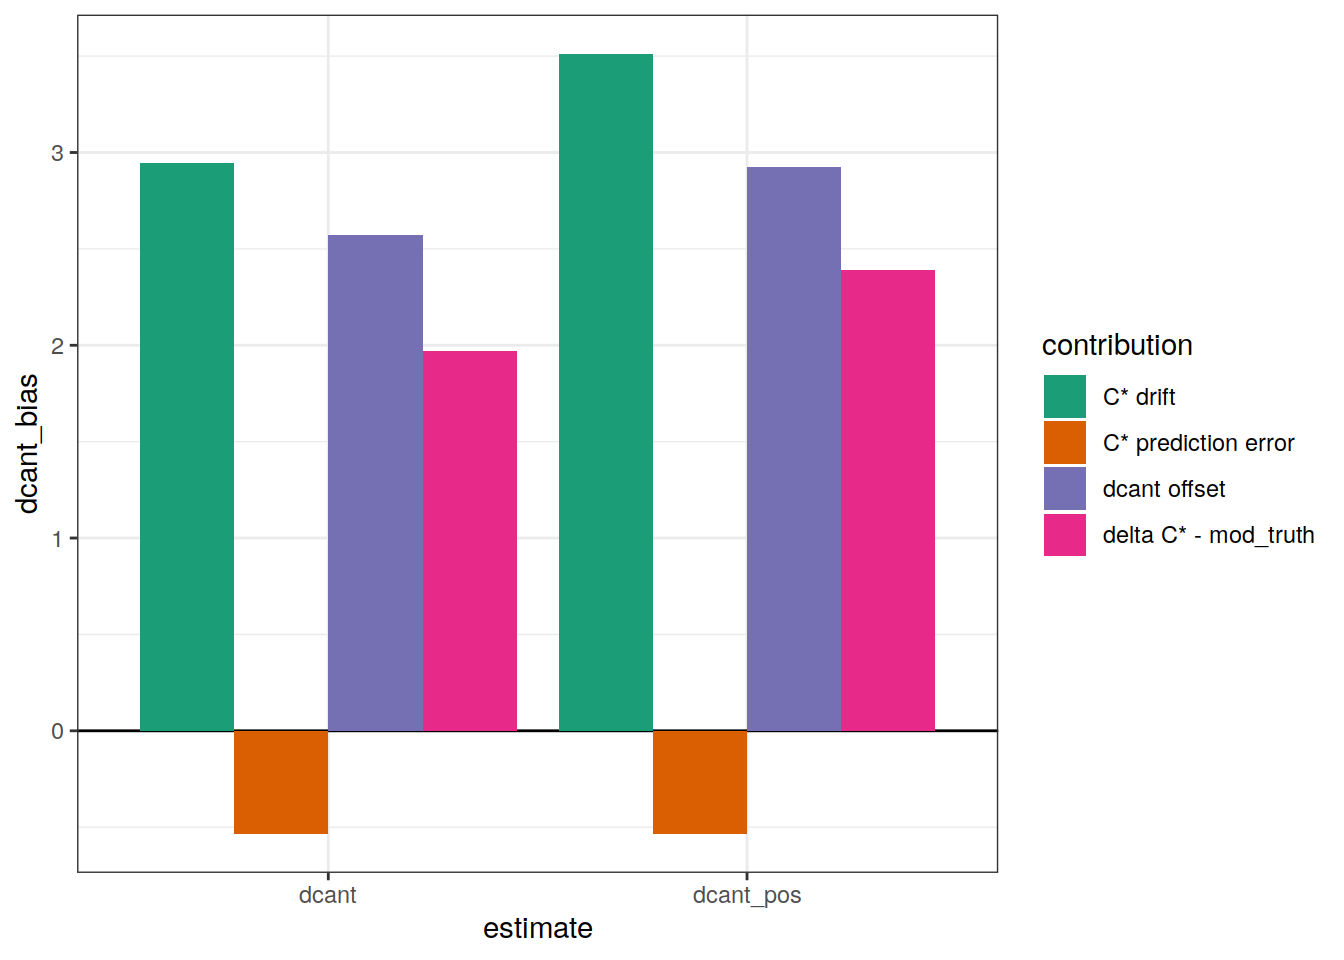 3
2
1
0
dcant_bias
dcant
dcant_pos
estimate
contribution
C* drift
C* prediction error
dcant offset
delta C* - mod_truth